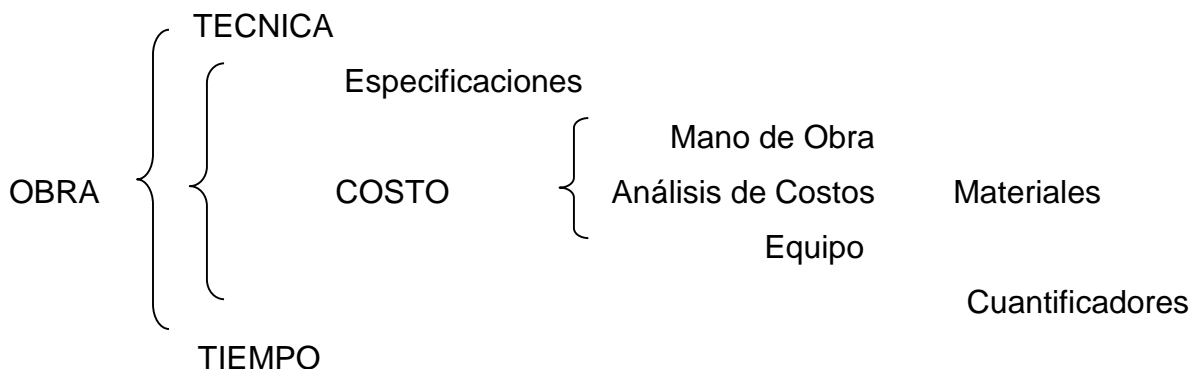 TECNICA
Especificaciones
Mano de Obra
OBRA COSTO Análisis de Costos Materiales
Equipo
Cuantificadores
TIEMPO